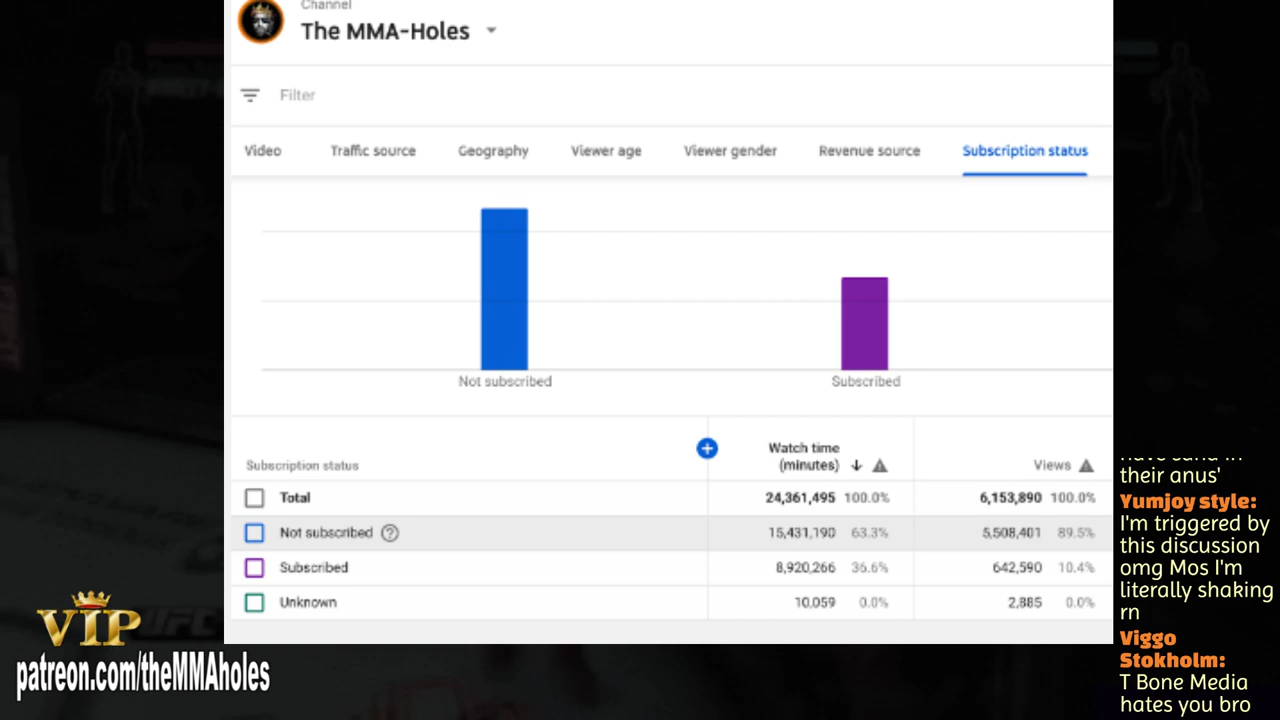 Channel
The MMA-Holes
Filter
Video Traffic source Geography Viewer age Viewer gender Revenue source Subscription status
Not subscribed Subscribed
Subscription status Watch time (minutes) Views
Total 24,361,495 100.0% 6,153,890 100.0%
Not subscribed 15,431,190 63.3% 5,508,401 89.5%
Subscribed 8,920,266 36.6% 642,590 10.4%
Unknown 10,059 0.0% 2,885 0.0%
VIP
patreon.com/theMMAholes
their anus'
Yumjoy style:
I'm triggered by
this discussion
omg Mos I'm
literally shaking
rn
Viggo
Stokholm:
T Bone Media
hates you bro